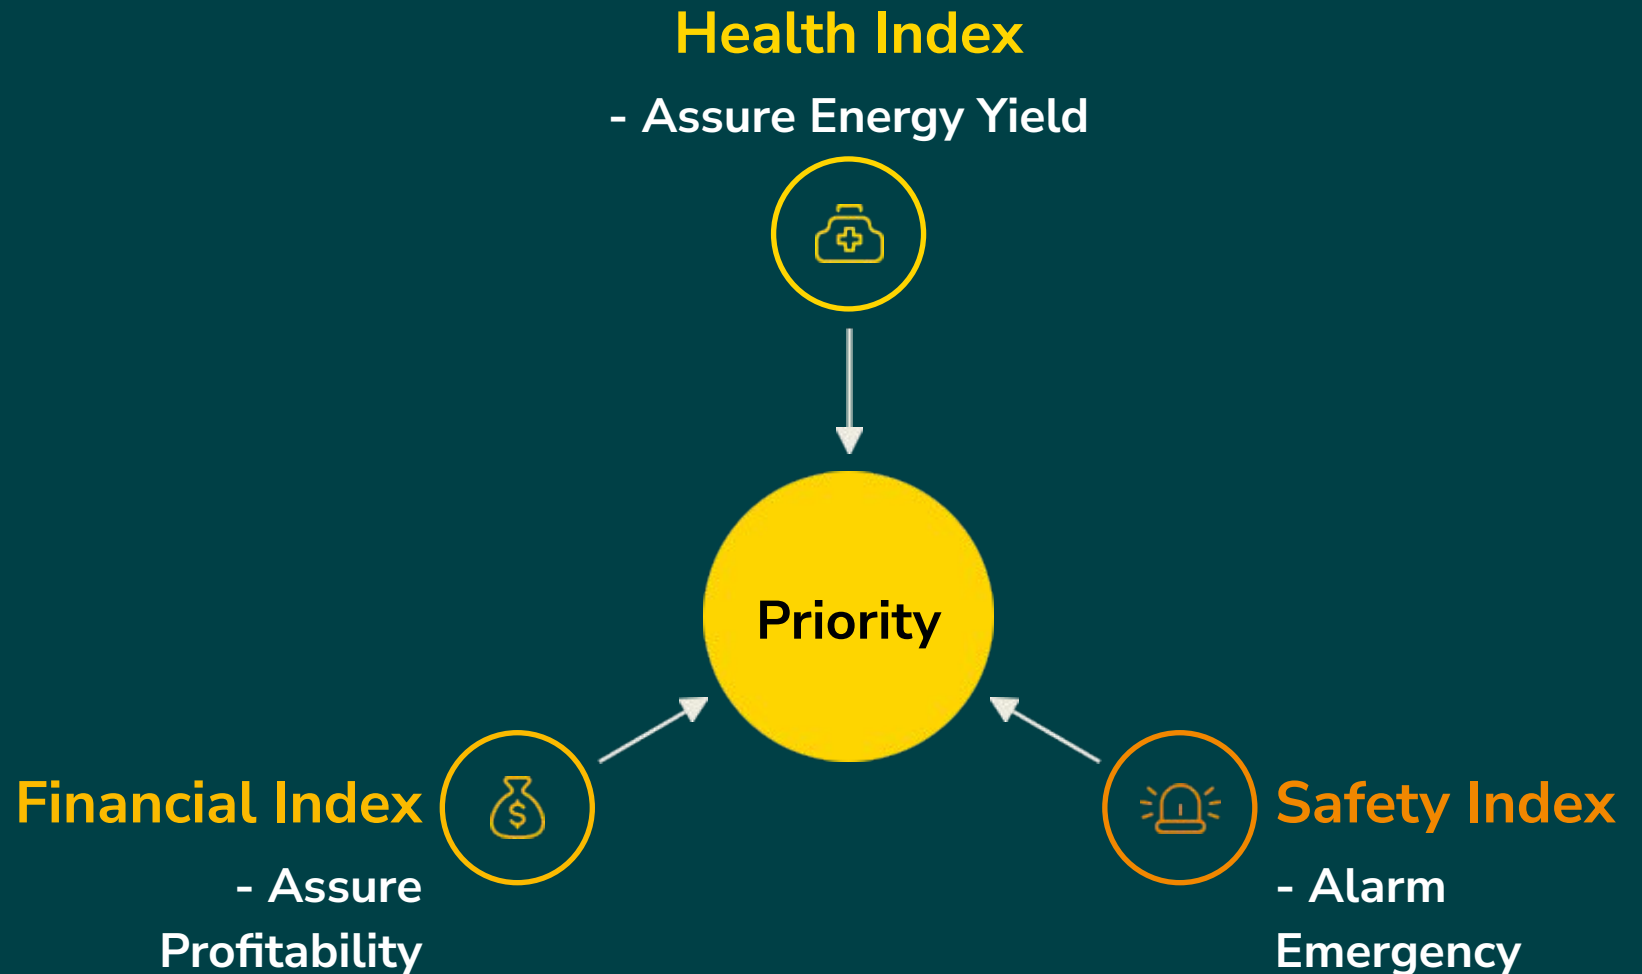 Health Index
- Assure Energy Yield
Priority
Financial Index
- Assure
Profitability
Safety Index
- Alarm
Emergency